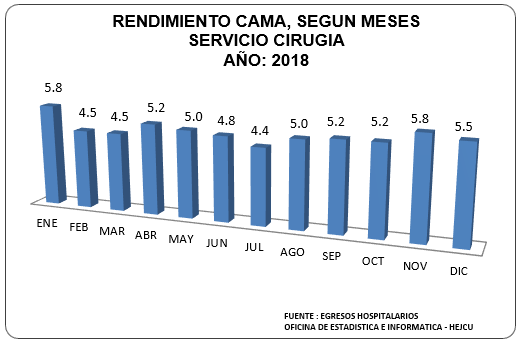 RENDIMIENTO CAMA, SEGUN MESES
SERVICIO CIRUGIA
AÑO: 2018
5.8 4.5 4.5 5.2 5.0 4.8 4.4 5.0 5.2 5.2 5.8 5.5
ENE FEB MAR ABR MAY JUN JUL AGO SEP OCT NOV DIC
FUENTE : EGRESOS HOSPITALARIOS
OFICINA DE ESTADISTICA E INFORMATICA - HEJCU